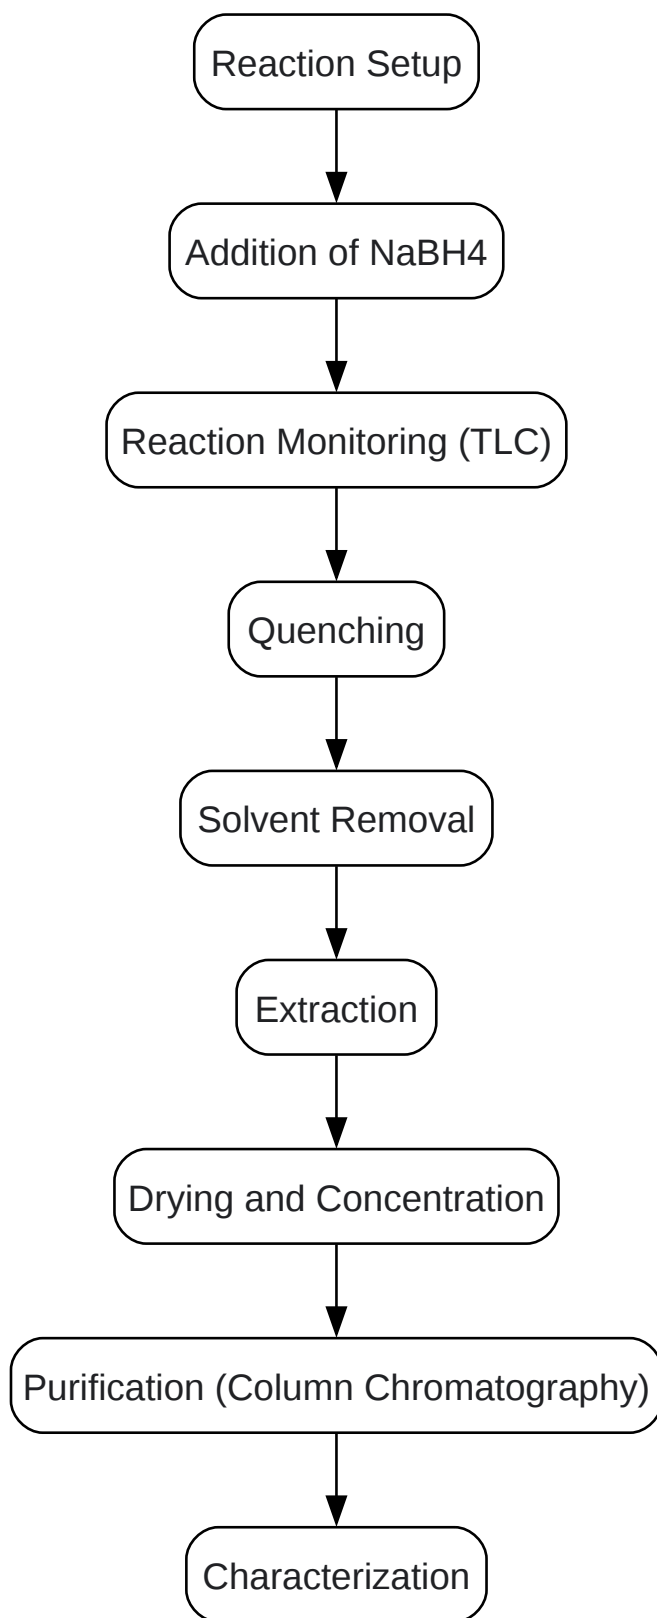 Reaction Setup
Addition of NaBH4
Reaction Monitoring (TLC)
Quenching
Solvent Removal
Extraction
Drying and Concentration
Purification (Column Chromatography)
Characterization